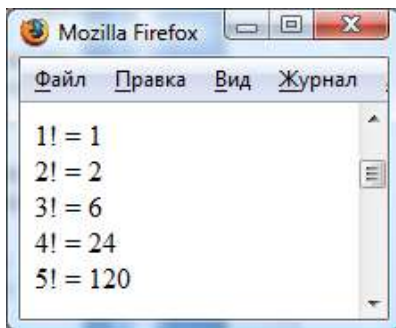 Mozilla Firefox
Файл Правка Вид Журнал
1! = 1
2! = 2
3! = 6
4! = 24
5! = 120